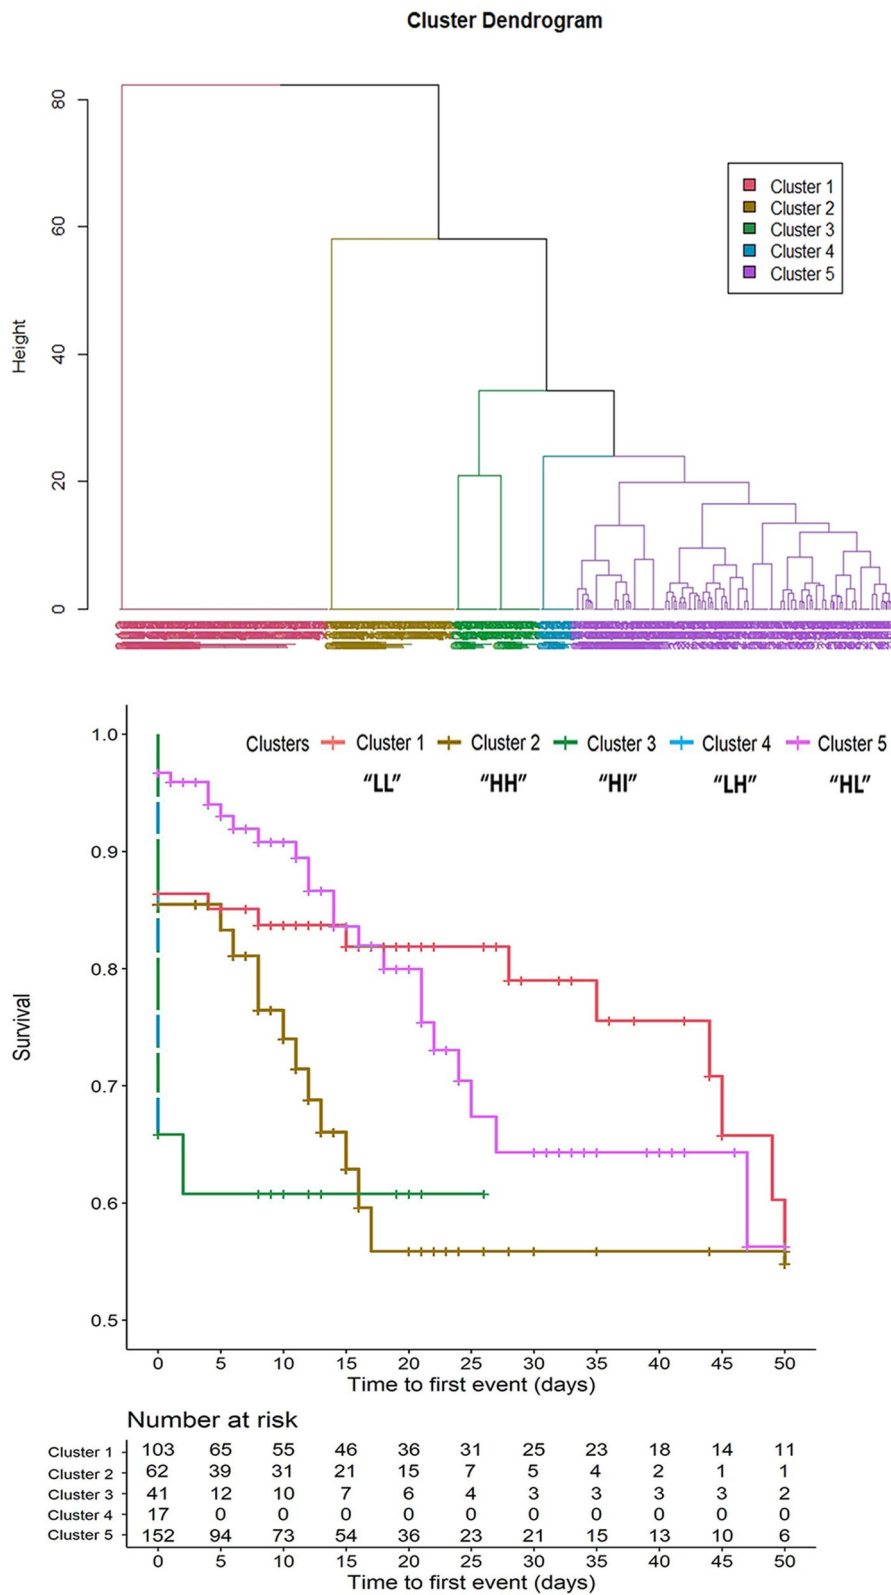 Cluster Dendrogram
80
60
40
20
0
Height
Cluster 1
Cluster 2
Cluster 3
Cluster 4
Cluster 5
Clusters Cluster 1 Cluster 2 Cluster 3 Cluster 4 Cluster 5
“LL” “HH” “HI” “LH” “HL”
1.0
0.9
0.8
0.7
0.6
0.5
Survival
0 5 10 15 20 25 30 35 40 45 50
Time to first event (days)
Number at risk
Cluster 1 103 65 55 46 36 31 25 23 18 14 11
Cluster 2 62 39 31 21 15 7 5 4 2 1 1
Cluster 3 41 12 10 7 6 4 3 3 3 3 2
Cluster 4 17 0 0 0 0 0 0 0 0 0 0
Cluster 5 152 94 73 54 36 23 21 15 13 10 6
0 5 10 15 20 25 30 35 40 45 50
Time to first event (days)